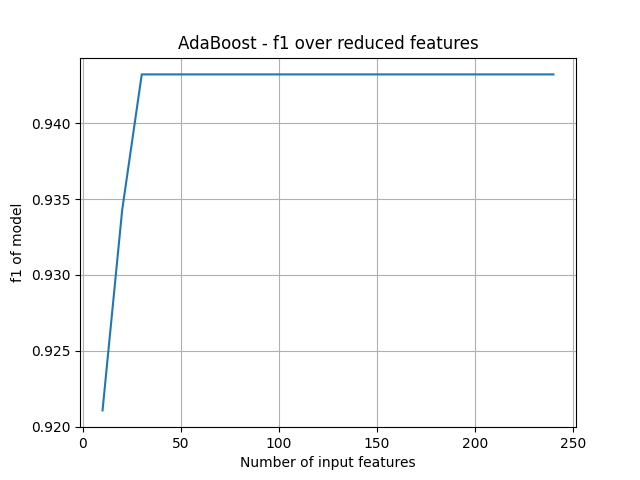 AdaBoost - f1 over reduced features
0.940
0.935
0.930
0.925
0.920
f1 of model
0 50 100 150 200 250
Number of input features